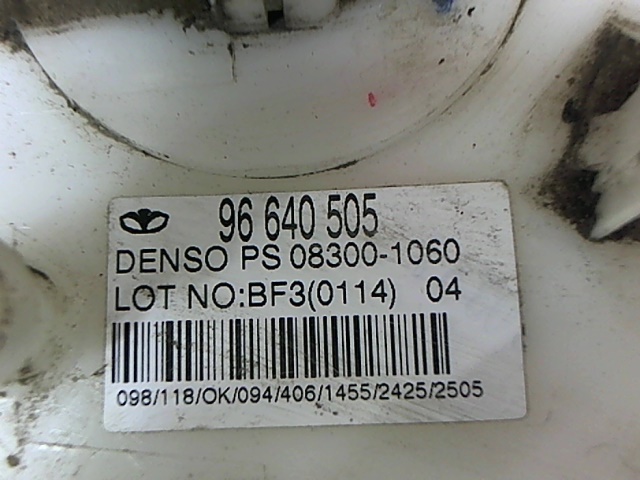 96 640 505
DENSO PS 08300-1060
LOT NO:BF3(0114) 04
098/118/OK/094/406/1455/2425/2505